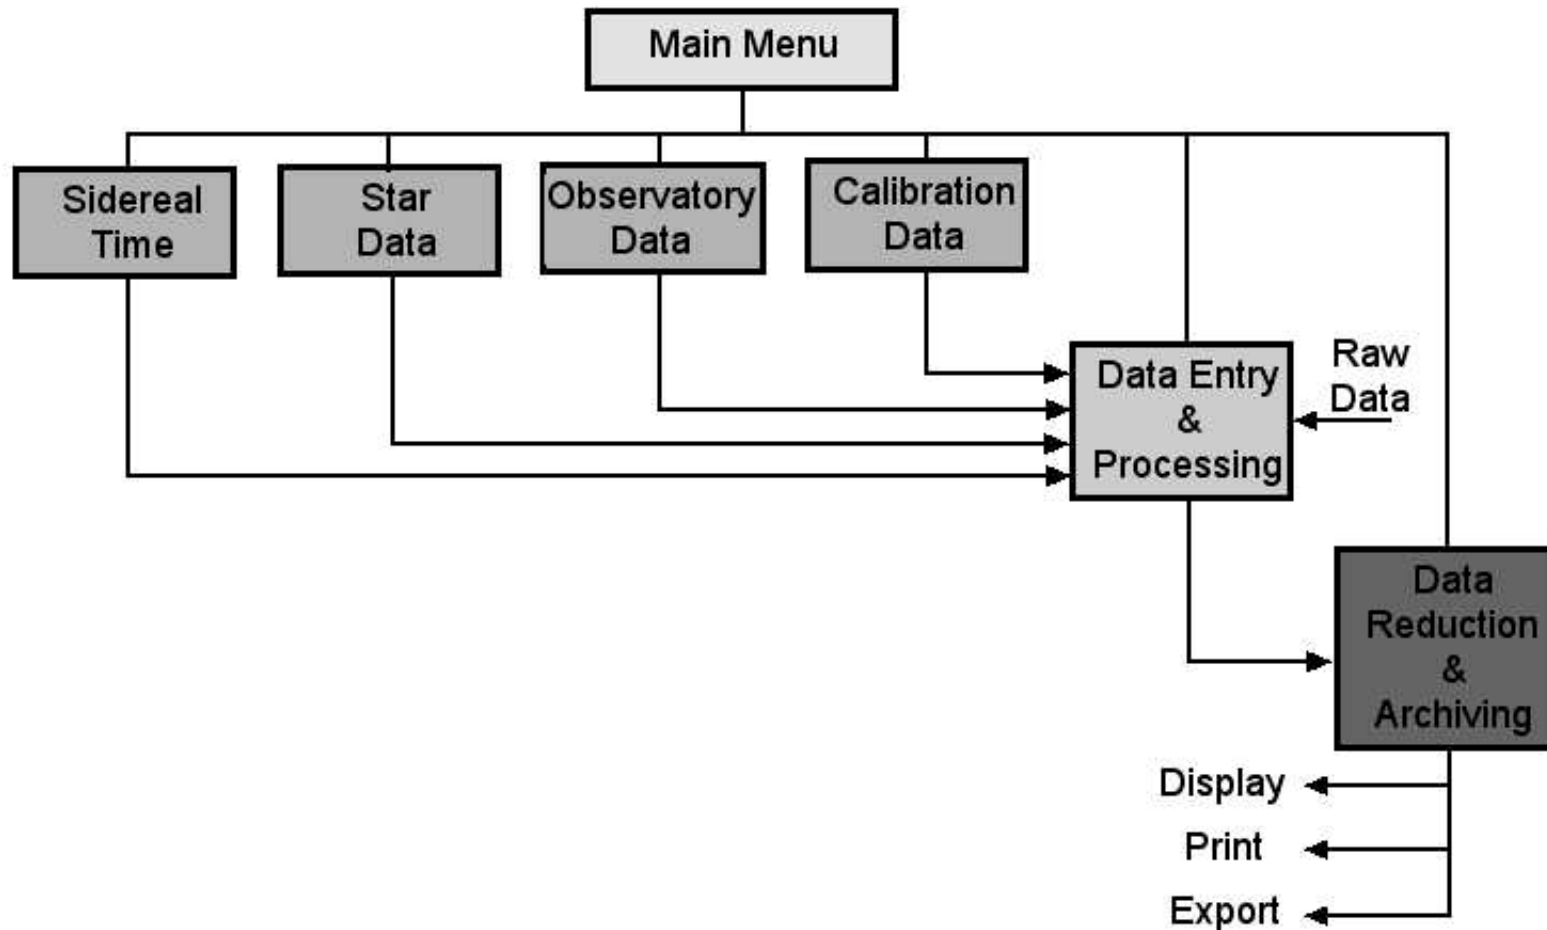 Main Menu
Sidereal
Time
Star
Data
Observatory
Data
Calibration
Data
Data Entry
&
Processing
Raw
Data
Data
Reduction
&
Archiving
Display
Print
Export